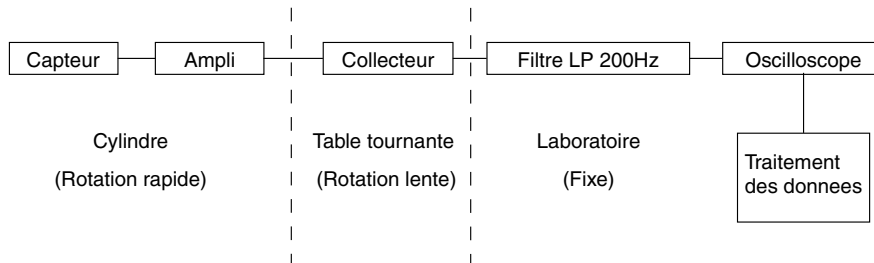 Capteur
Ampli
Collecteur
Filtre LP 200Hz
Oscilloscope
Cylindre
(Rotation rapide)
Table tournante
(Rotation lente)
Laboratoire
(Fixe)
Traitement
des donnees